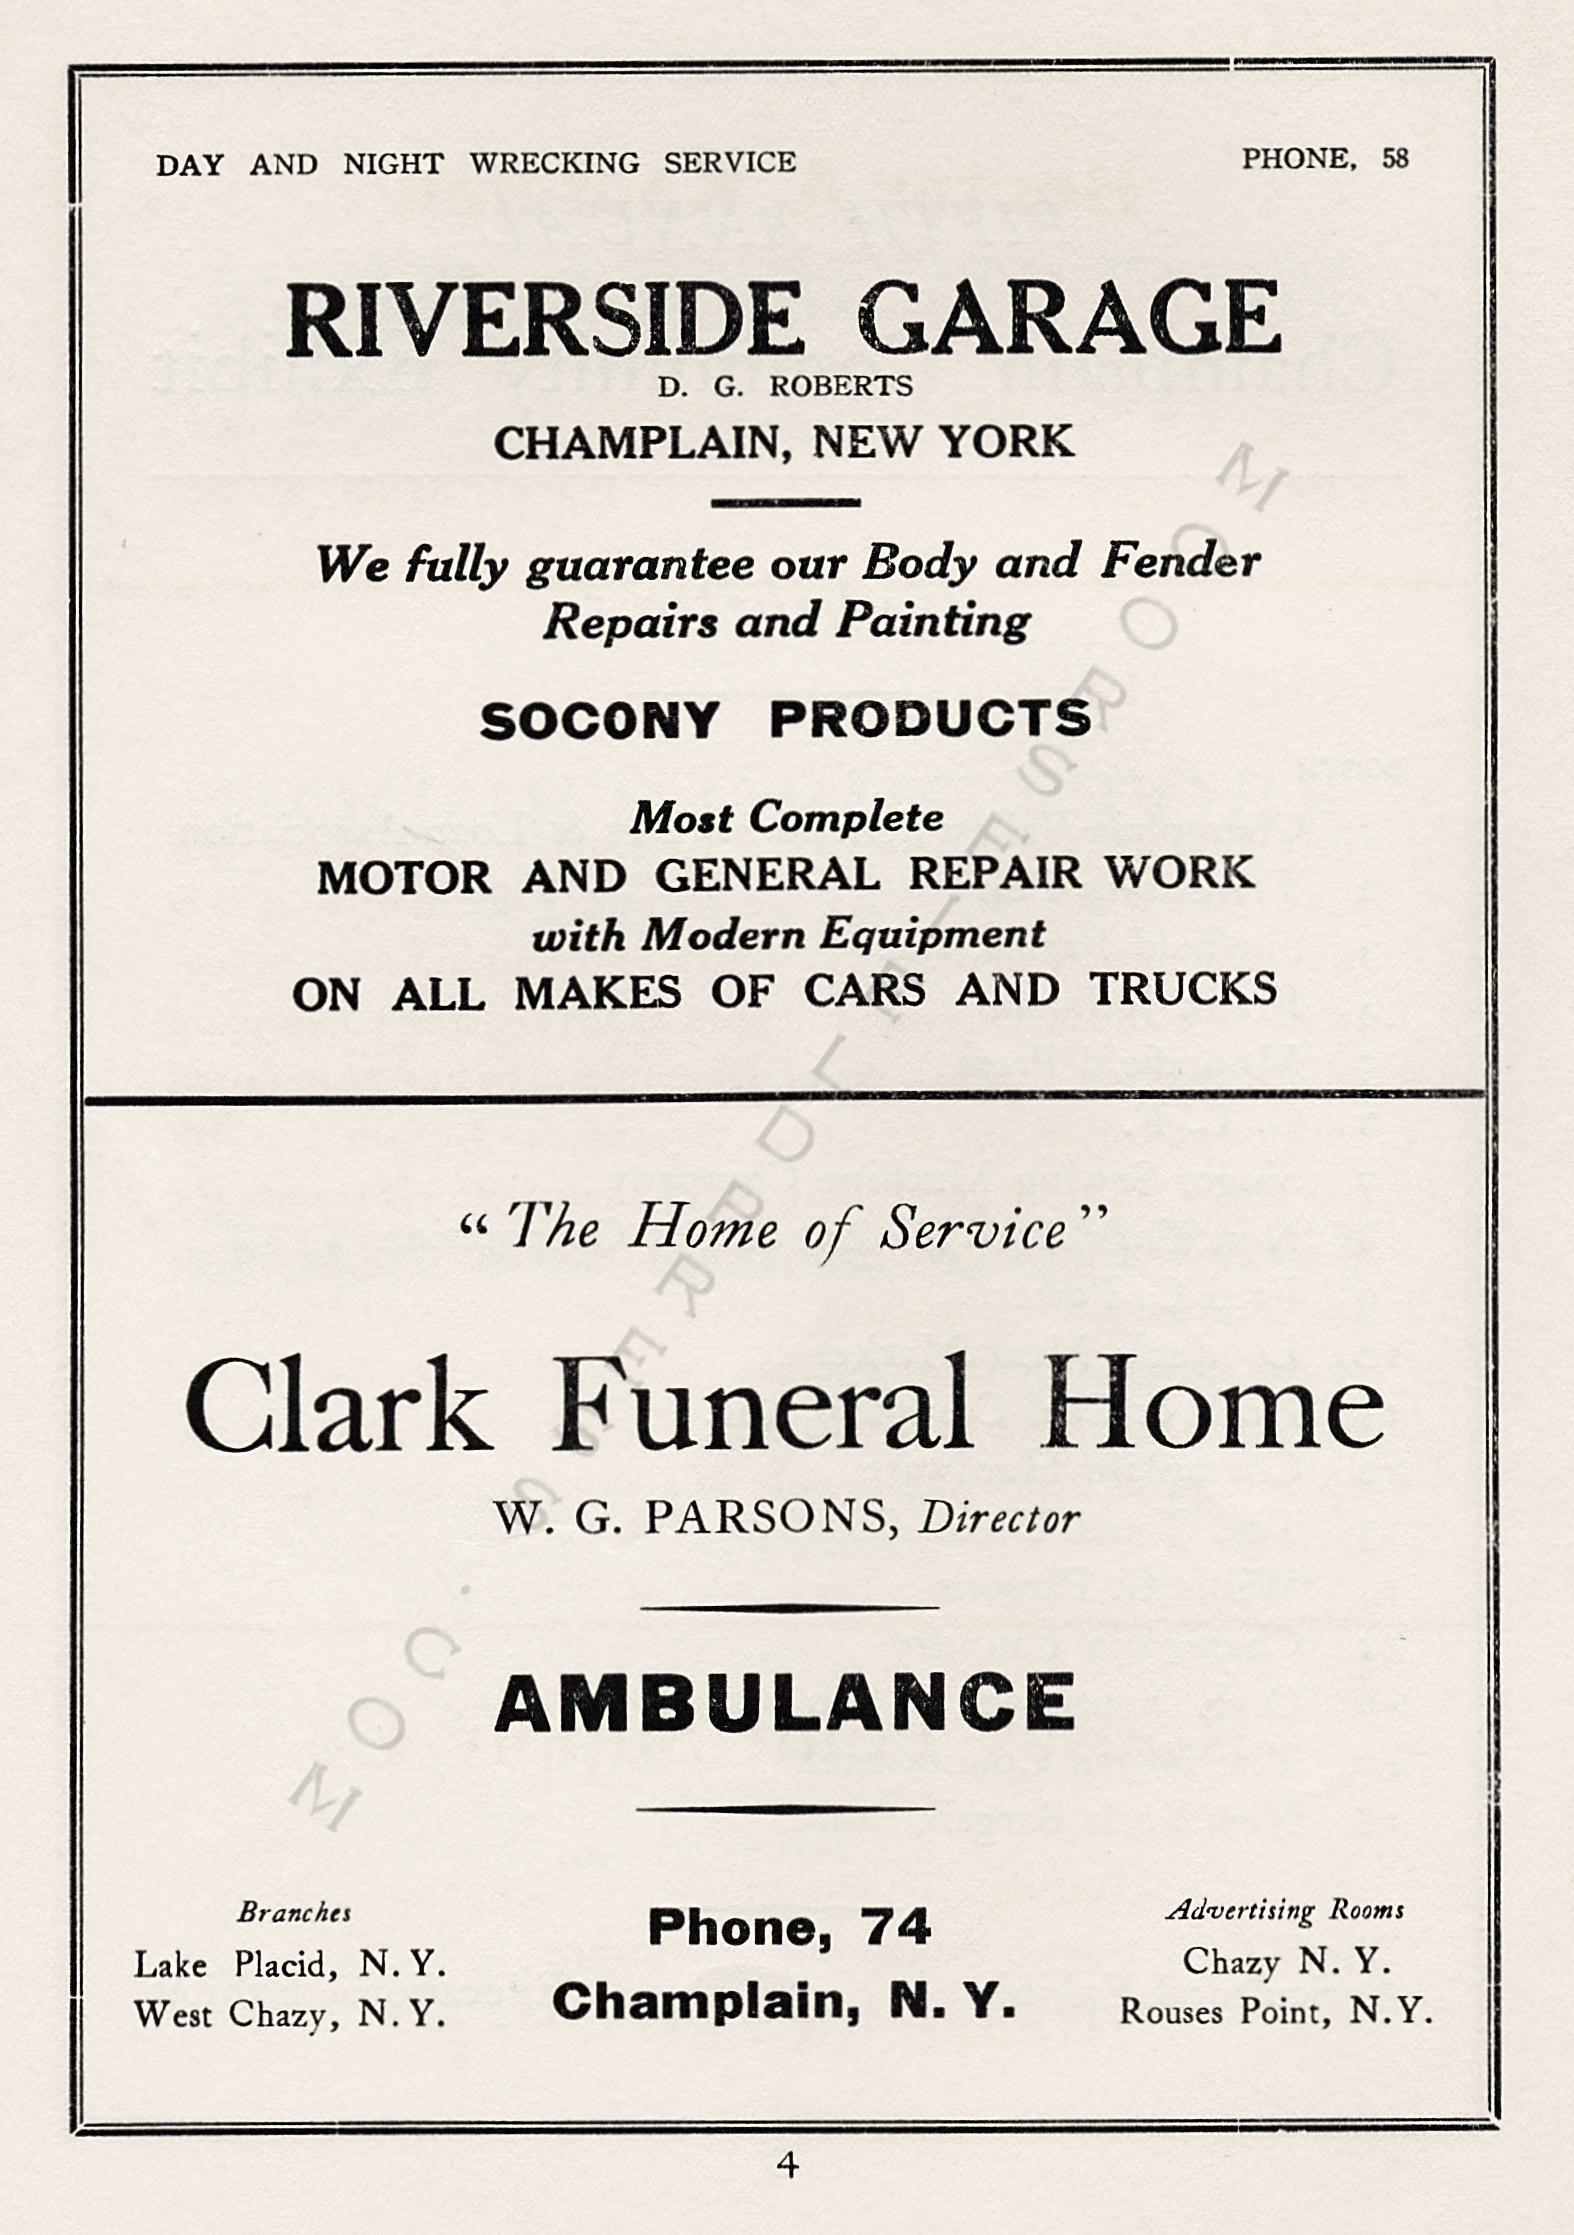 DAY AND NIGHT WRECKING SERVICE PHONE, 58
RIVERSIDE GARAGE
D. G. ROBERTS
CHAMPLAIN, NEW YORK
We fully guarantee our Body and Fender
Repairs and Painting
SOCONY PRODUCTS
Most Complete
MOTOR AND GENERAL REPAIR WORK
with Modern Equipment
ON ALL MAKES OF CARS AND TRUCKS
"The Home of Service"
Clark Funeral Home
W. G. PARSONS, Director
AMBULANCE
Branches
Lake Placid, N. Y.
West Chazy, N. Y.
Phone, 74
Champlain, N. Y.
Advertising Rooms
Chazy N. Y.
Rouses Point, N. Y.
4
MOORSFIELDPRESS.COM